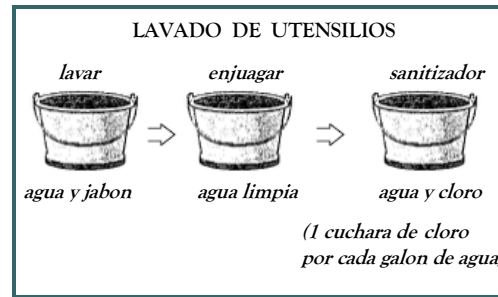 LAVADO DE UTENSILIOS
lavar enjuagar sanitizador
agua y jabon agua limpia agua y cloro
(1 cuchara de cloro
por cada galon de agua